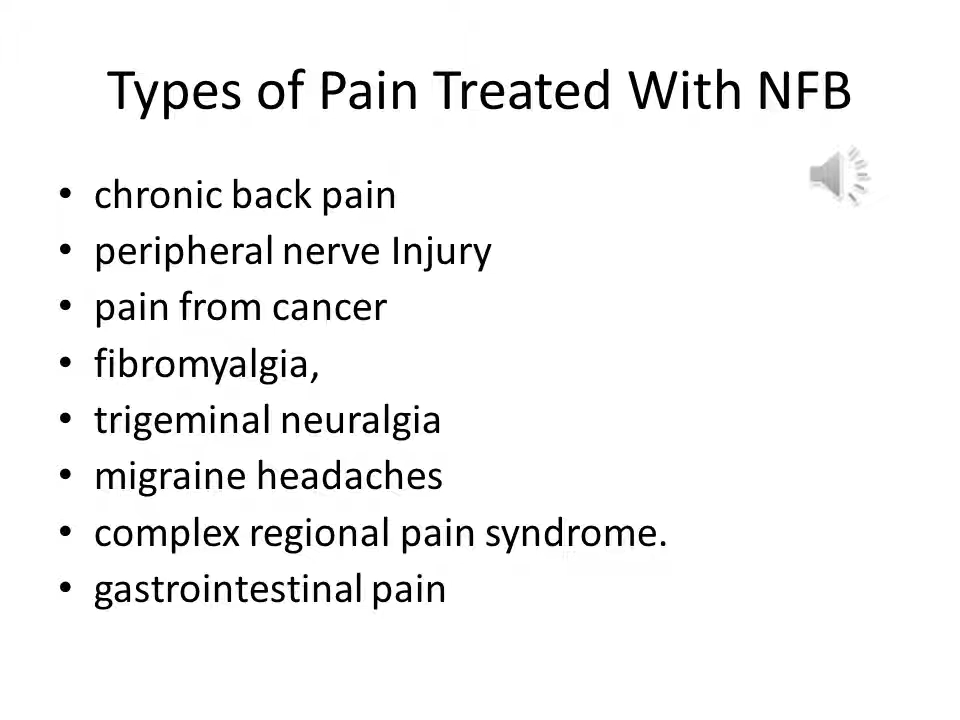 Types of Pain Treated With NFB
• chronic back pain
• peripheral nerve Injury
• pain from cancer
• fibromyalgia,
• trigeminal neuralgia
• migraine headaches
• complex regional pain syndrome.
• gastrointestinal pain